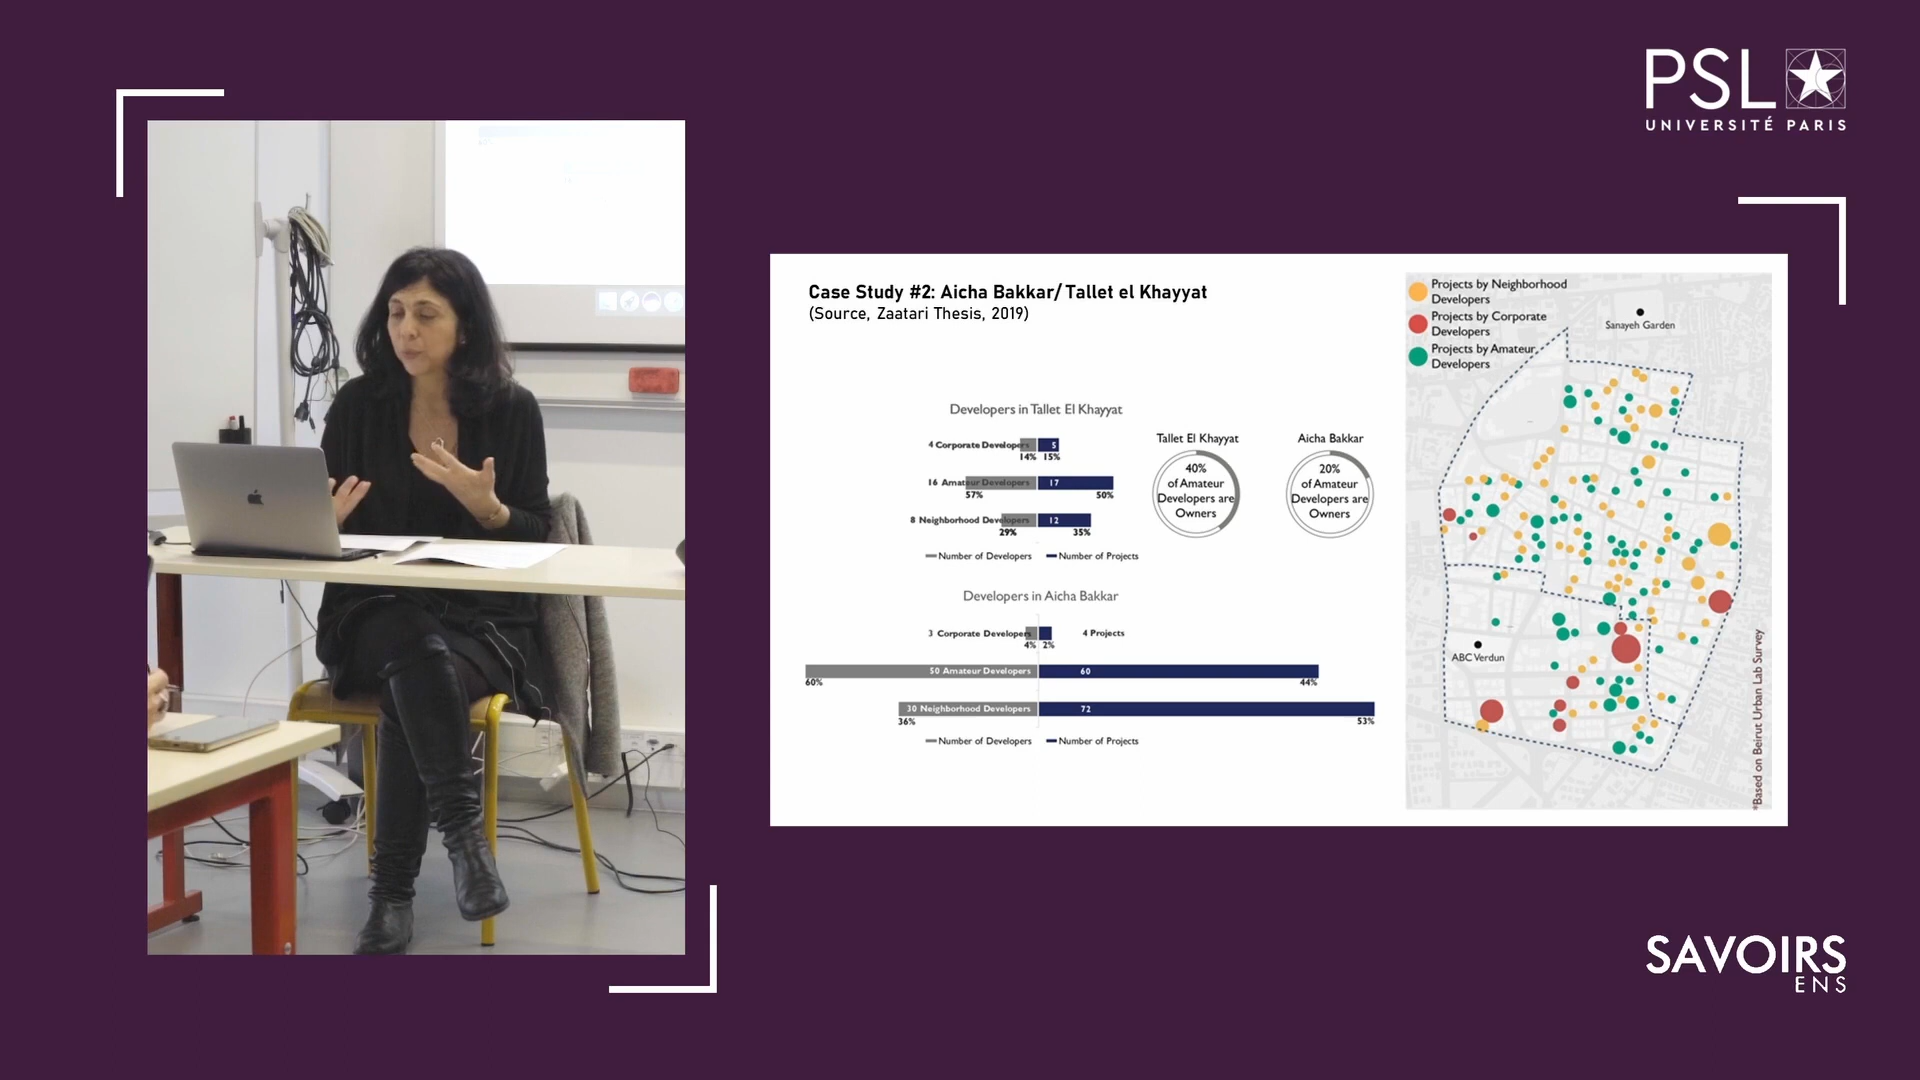 PSL
UNIVERSITÉ PARIS
Case Study #2: Aicha Bakkar/ Tallet el Khayyat
(Source, Zaatari Thesis, 2019)
Developers in Tallet El Khayyat
4 Corporate Developers
5
14%
15%
16 Amateur Developers
17
57%
50%
8 Neighborhood Developers
12
29%
35%
Number of Developers
Number of Projects
Tallet El Khayyat
40%
of Amateur
Developers are
Owners
Aicha Bakkar
20%
of Amateur
Developers are
Owners
Developers in Aicha Bakkar
3 Corporate Developers
4 Projects
4%
2%
50 Amateur Developers
60
60%
44%
30 Neighborhood Developers
72
36%
53%
Number of Developers
Number of Projects
Projects by Neighborhood
Developers
Projects by Corporate
Developers
Projects by Amateur
Developers
Sanayeh Garden
ABC Verdun
*Based on Beirut Urban Lab Survey
SAVOIRS
ENS